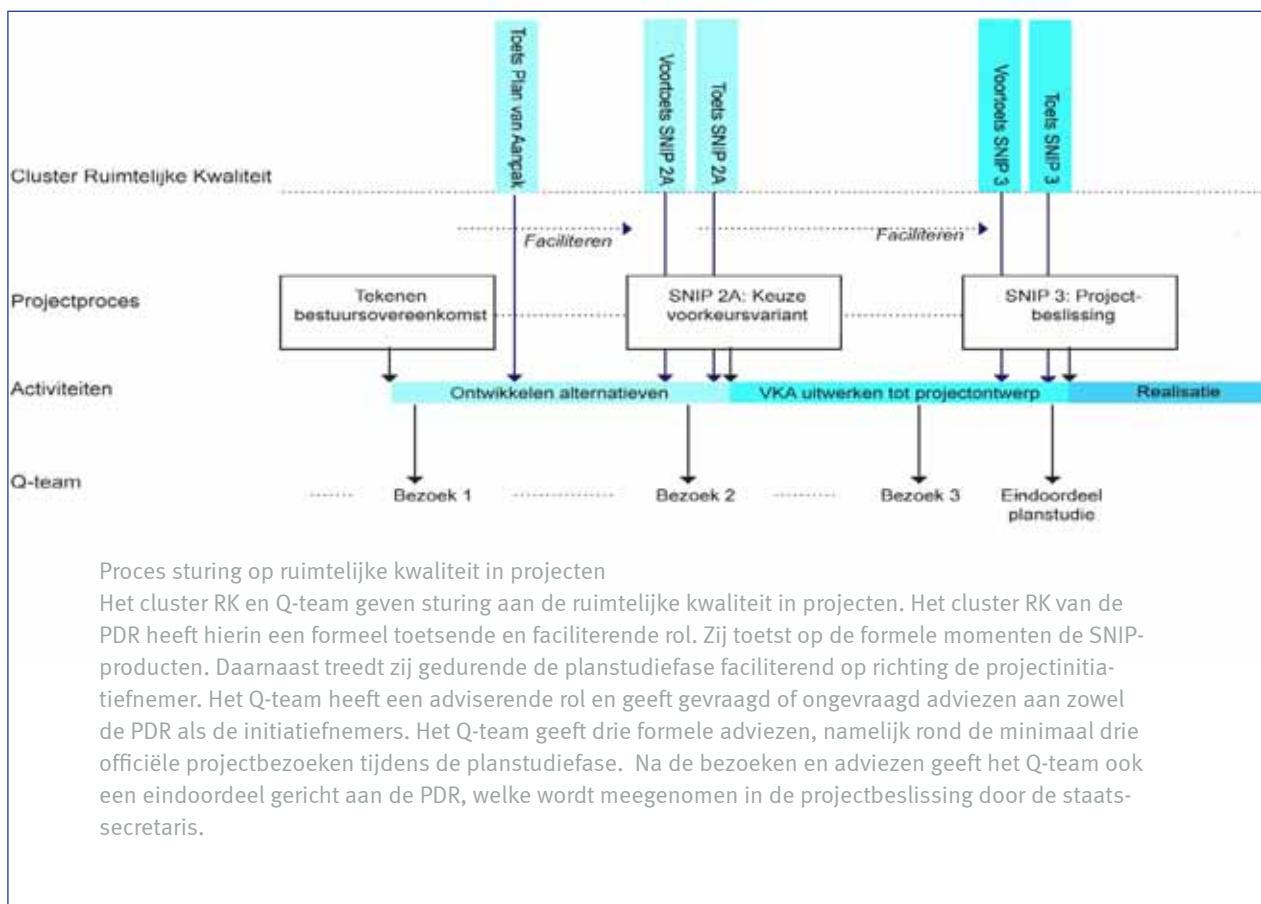 Toets Plan van Aanpak
Voortoets SNIP 2A
Toets SNIP 2A
Voortoets SNIP 3
Toets SNIP 3
Cluster Ruimtelijke Kwaliteit
Faciliteren
Faciliteren
Projectproces
Tekenen
bestuursovereenkomst
SNIP 2A: Keuze
voorkeursvariant
SNIP 3: Project-
beslissing
Activiteiten
Ontwikkelen alternatieven
VKA uitwerken tot projectontwerp
Realisatie
Q-team
Bezoek 1
Bezoek 2
Bezoek 3
Eindoordeel
planstudie
Proces sturing op ruimtelijke kwaliteit in projecten
Het cluster RK en Q-team geven sturing aan de ruimtelijke kwaliteit in projecten. Het cluster RK van de
PDR heeft hierin een formeel toetsende en faciliterende rol. Zij toetst op de formele momenten de SNIP-
producten. Daarnaast treedt zij gedurende de planstudiefase faciliterend op richting de projectinitia-
tiefnemer. Het Q-team heeft een adviserende rol en geeft gevraagd of ongevraagd adviezen aan zowel
de PDR als de initiatiefnemers. Het Q-team geeft drie formele adviezen, namelijk rond de minimaal drie
officiële projectbezoeken tijdens de planstudiefase. Na de bezoeken en adviezen geeft het Q-team ook
een eindoordeel gericht aan de PDR, welke wordt meegenomen in de projectbeslissing door de staats-
secretaris.